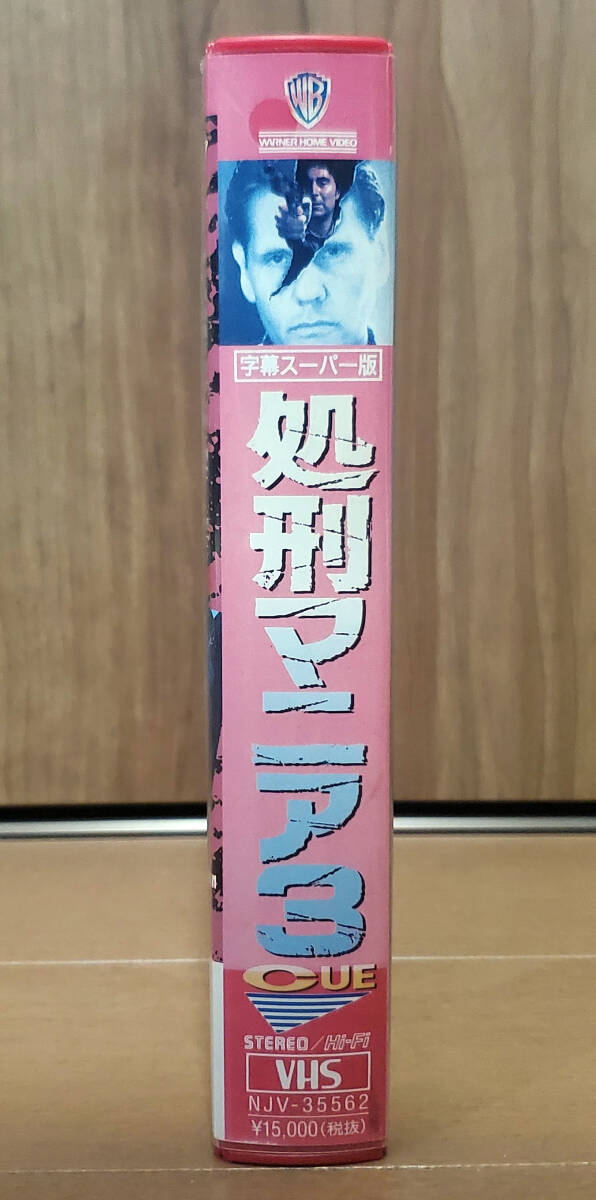 WB
WARNER HOME VIDEO
字幕スーパー版
処刑マニア3
CUE
STEREO/Hi-Fi
VHS
NJV-35562
¥15,000(税抜)